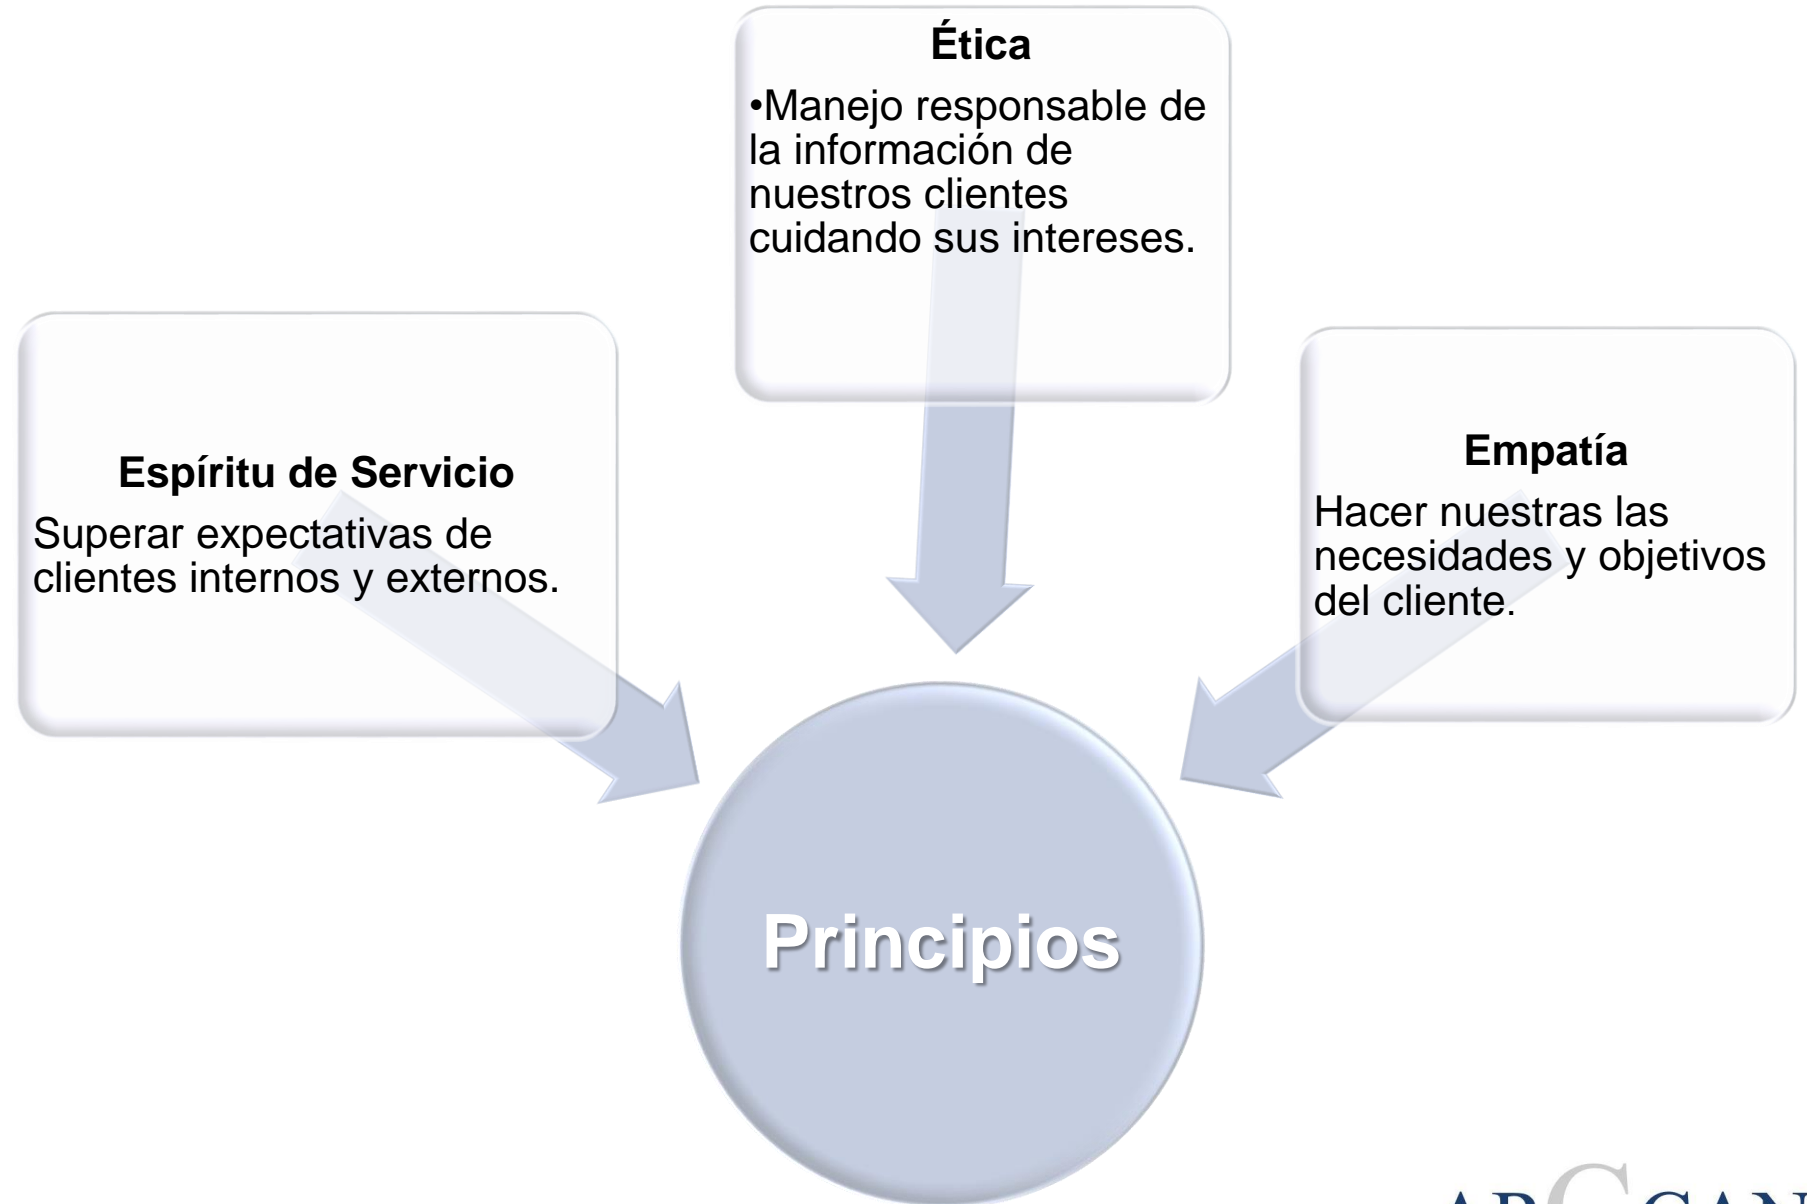 Ética
•Manejo responsable de
la información de
nuestros clientes
cuidando sus intereses.
Espíritu de Servicio
Superar expectativas de
clientes internos y externos.
Empatía
Hacer nuestras las
necesidades y objetivos
del cliente.
Principios